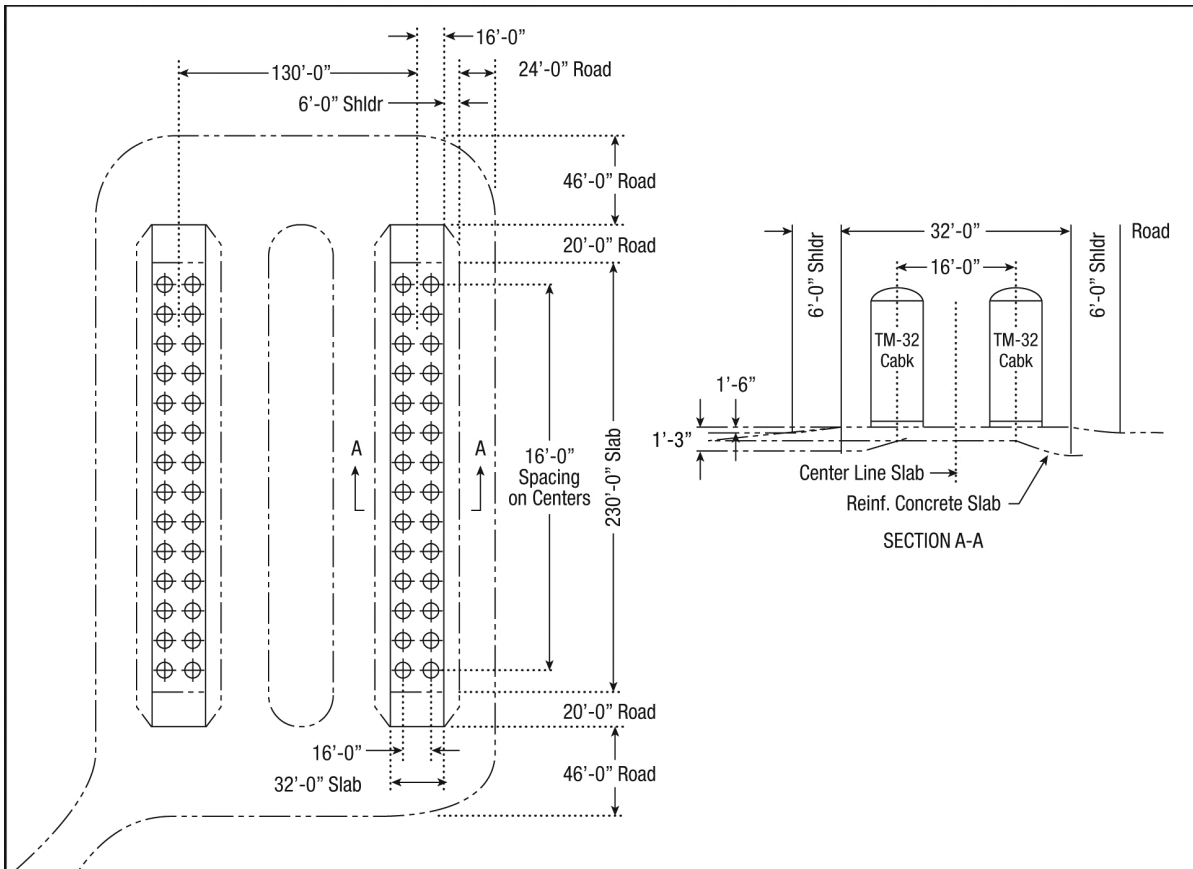 16’-0”
130’-0”
24’-0” Road
6’-0” Shldr
46’-0” Road
20’-0” Road
A
A
16’-0”
Spacing
on Centers
230’-0” Slab
20’-0” Road
16’-0”
32’-0” Slab
46’-0” Road
6’-0” Shldr
32’-0”
6’-0” Shldr
Road
16’-0”
TM-32
Cabk
TM-32
Cabk
1’-6”
1’-3”
Center Line Slab
Reinf. Concrete Slab
SECTION A-A